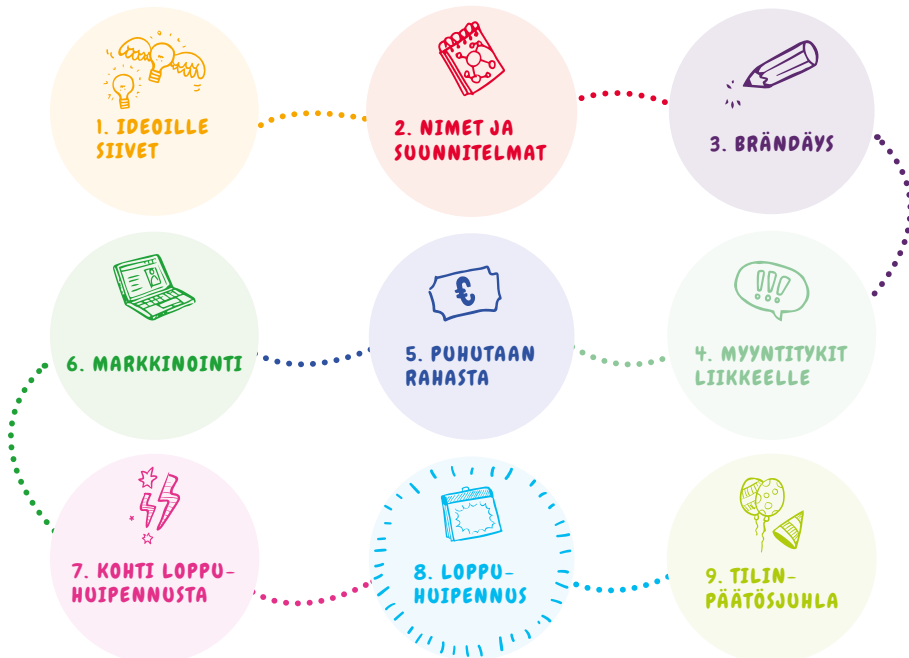 1. IDEOILLE
SIIVET
2. NIMET JA
SUUNNITELMAT
3. BRÄNDÄYS
4. MYYNTITYKIT
LIIKKEELLE
5. PUHUTAAN
RAHASTA
€
6. MARKKINOINTI
7. KOHTI LOPPU-
HUIPENNUSTA
8. LOPPU-
HUIPENNUS
9. TILIN-
PÄÄTÖSJUHLA
!!!